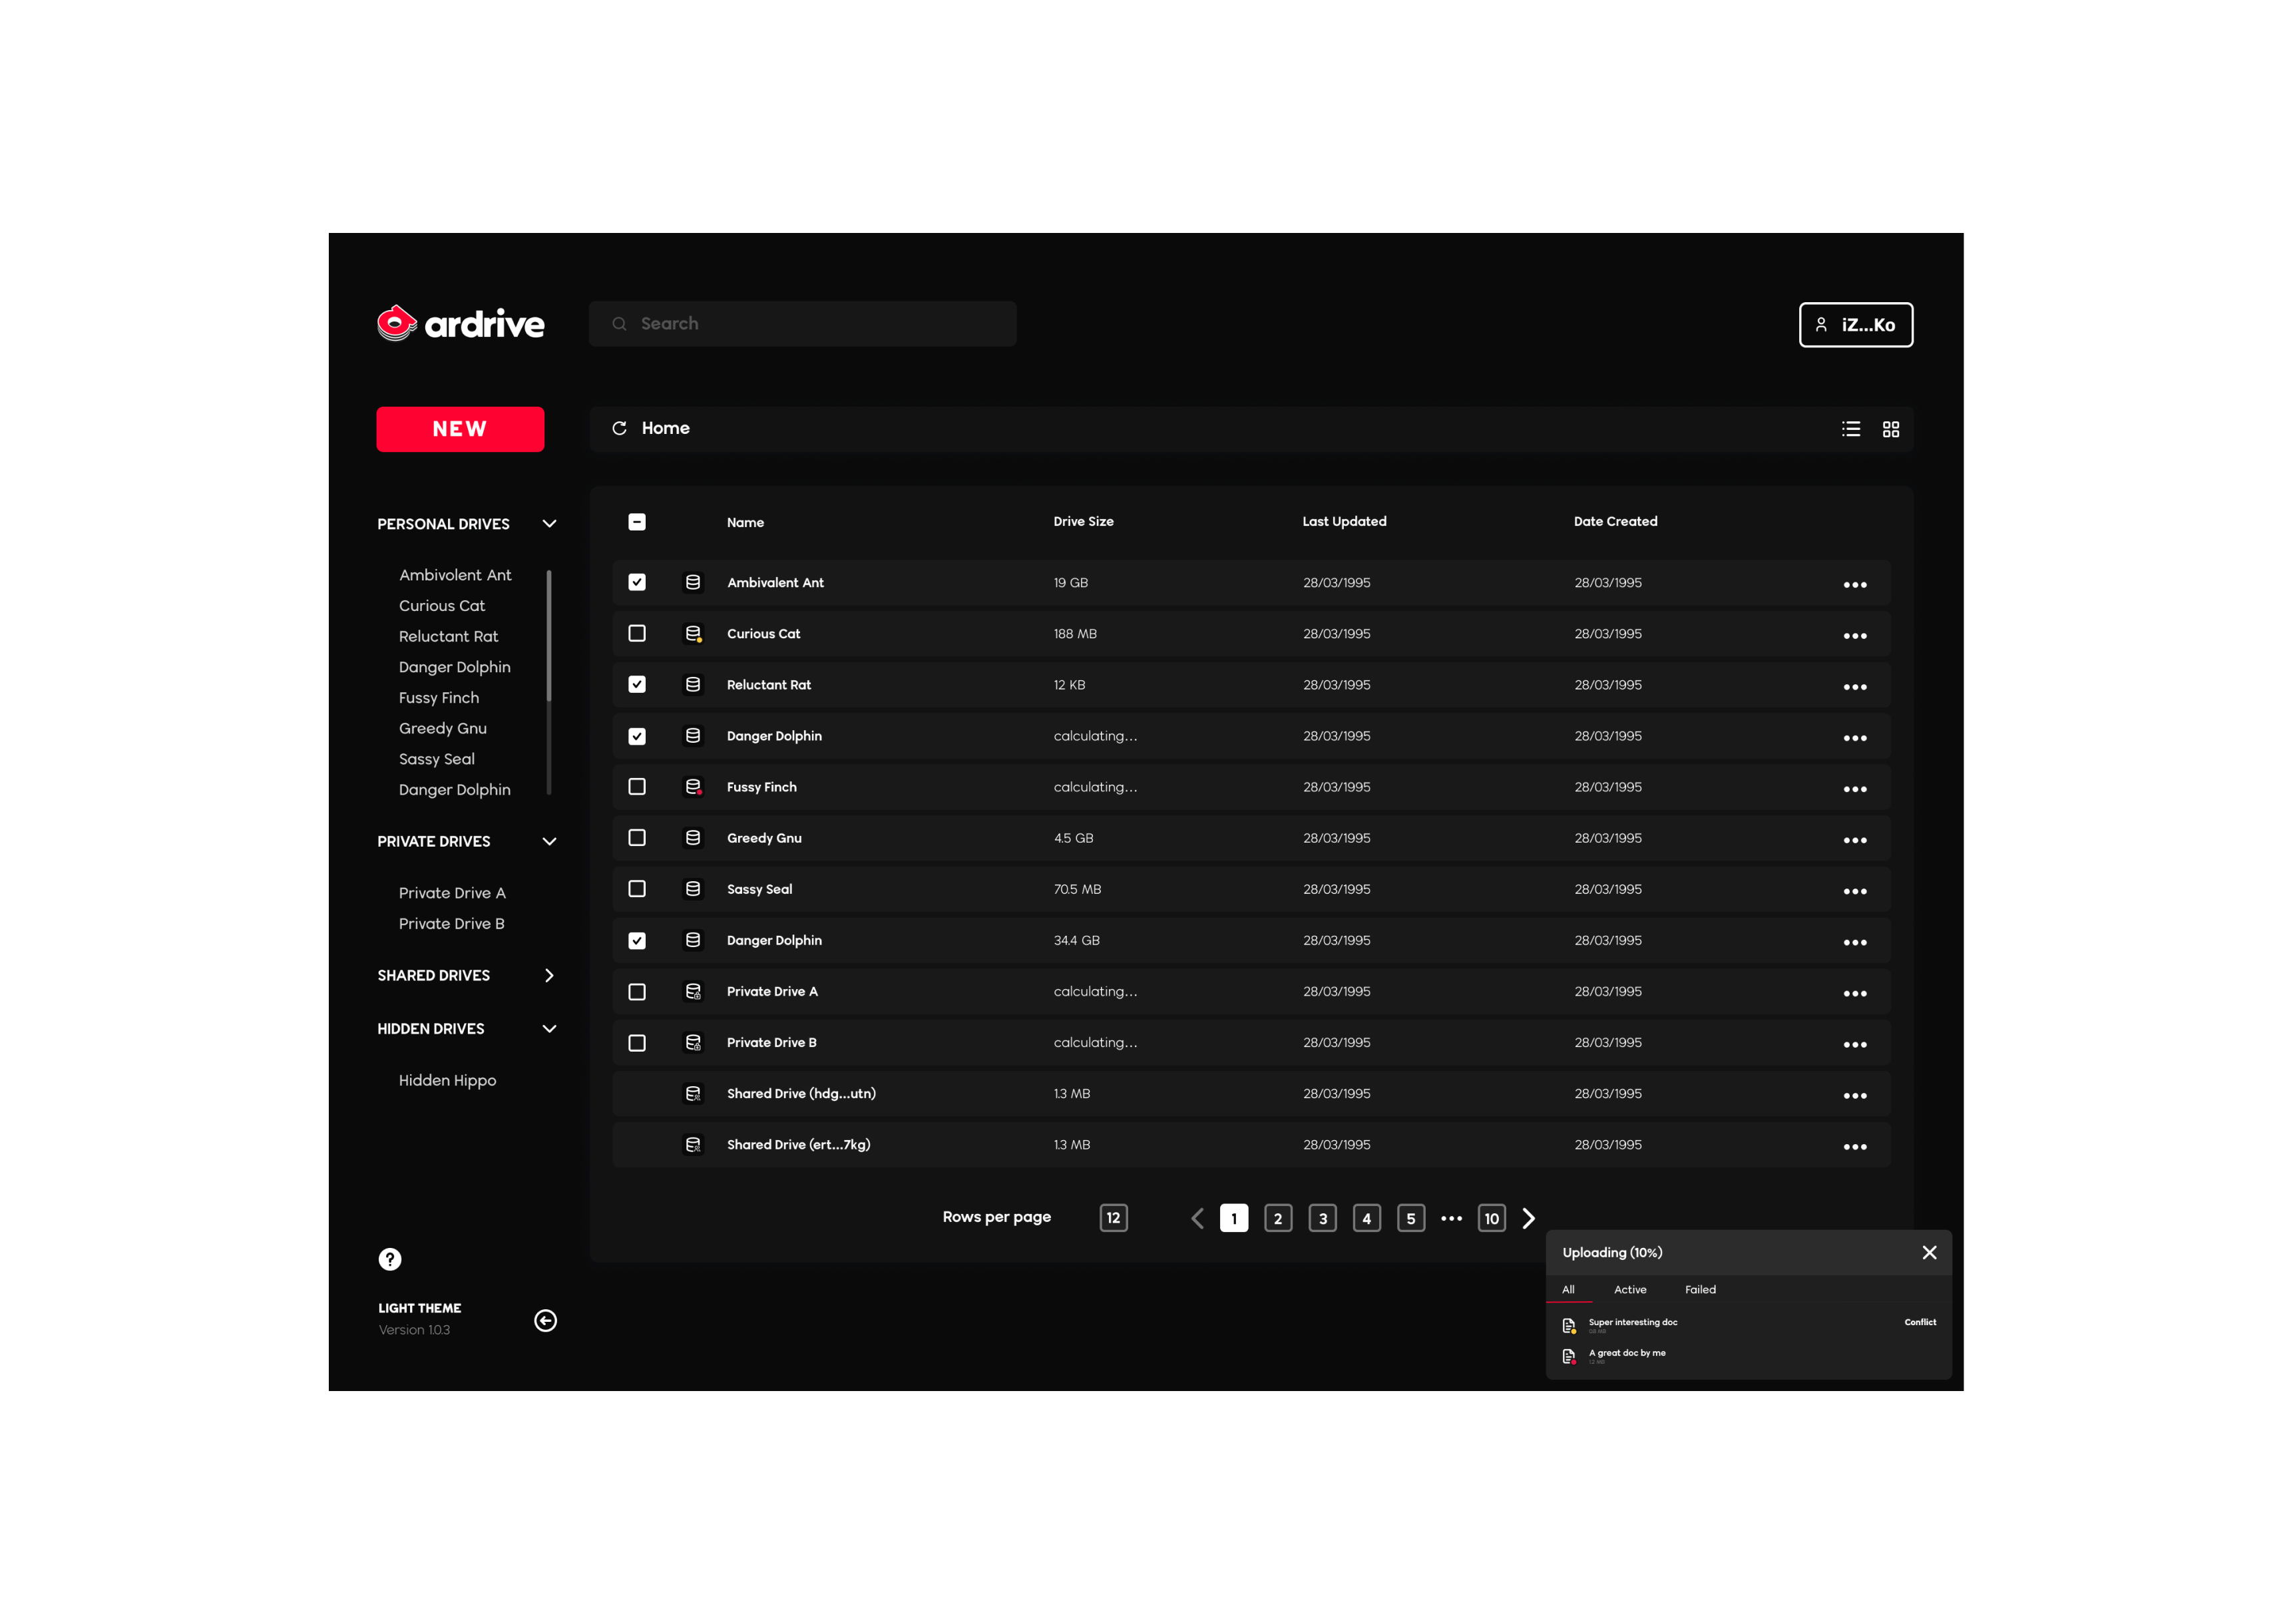 ardrive
Search
iZ...Ko
NEW
Home
PERSONAL DRIVES
Ambivolent Ant
Curious Cat
Reluctant Rat
Danger Dolphin
Fussy Finch
Greedy Gnu
Sassy Seal
Danger Dolphin
PRIVATE DRIVES
Private Drive A
Private Drive B
SHARED DRIVES
HIDDEN DRIVES
Hidden Hippo
?
LIGHT THEME
Version 1.0.3
Name Drive Size Last Updated Date Created
Ambivalent Ant 19 GB 28/03/1995 28/03/1995
Curious Cat 188 MB 28/03/1995 28/03/1995
Reluctant Rat 12 KB 28/03/1995 28/03/1995
Danger Dolphin calculating... 28/03/1995 28/03/1995
Fussy Finch calculating... 28/03/1995 28/03/1995
Greedy Gnu 4.5 GB 28/03/1995 28/03/1995
Sassy Seal 70.5 MB 28/03/1995 28/03/1995
Danger Dolphin 34.4 GB 28/03/1995 28/03/1995
Private Drive A calculating... 28/03/1995 28/03/1995
Private Drive B calculating... 28/03/1995 28/03/1995
Shared Drive (hdg...utn) 1.3 MB 28/03/1995 28/03/1995
Shared Drive (ert...7kg) 1.3 MB 28/03/1995 28/03/1995
Rows per page 12 1 2 3 4 5 ... 10
Uploading (10%)
All Active Failed
Super interesting doc Conflict
A great doc by me